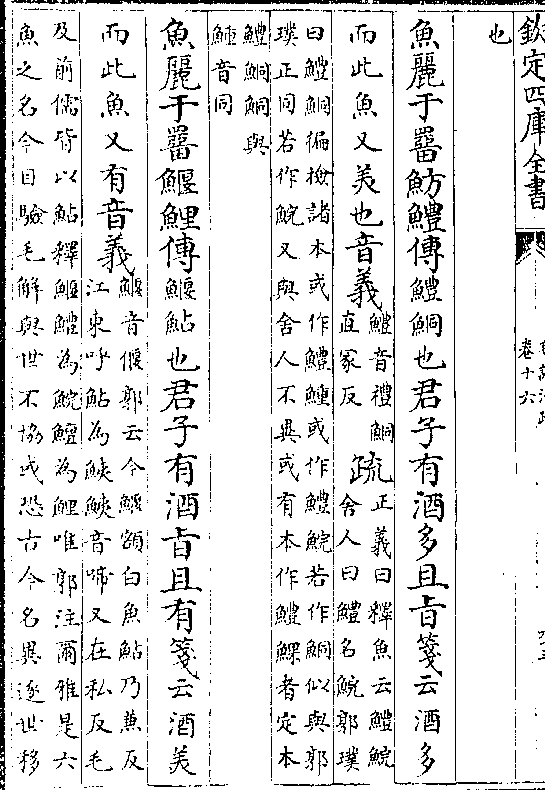 欽定四庫全書
卷十六
也
魚麗于罶魴鱧傳鱧鮦也君子有酒多且㫖箋云酒多
而此魚又美也音義
鱧音禮鮦
直冢反
疏
正義曰釋魚云鱧鯇
舍人曰鱧名鯇郭璞
曰鱧鮦徧檢諸本或作鱧䱰或作鱧鯇若作鮦似與郭
璞正同若作鯇又與舍人不異或有本作鱧鰥者定本
鱧鮦鮦與
䱰音同
魚麗于罶鰋鯉傳鰋鮎也君子有酒㫖且有箋云酒美
而此魚又有音義
鰋音偃郭云今鰋額白魚鮎乃兼反
江東呼鮎為鮧鮧音啼又在私反毛
及前儒皆以鮎釋鰋鱧為鯇鱣為鯉唯郭注爾雅是六
魚之名今目驗毛解與世不協或恐古今名異逐世移